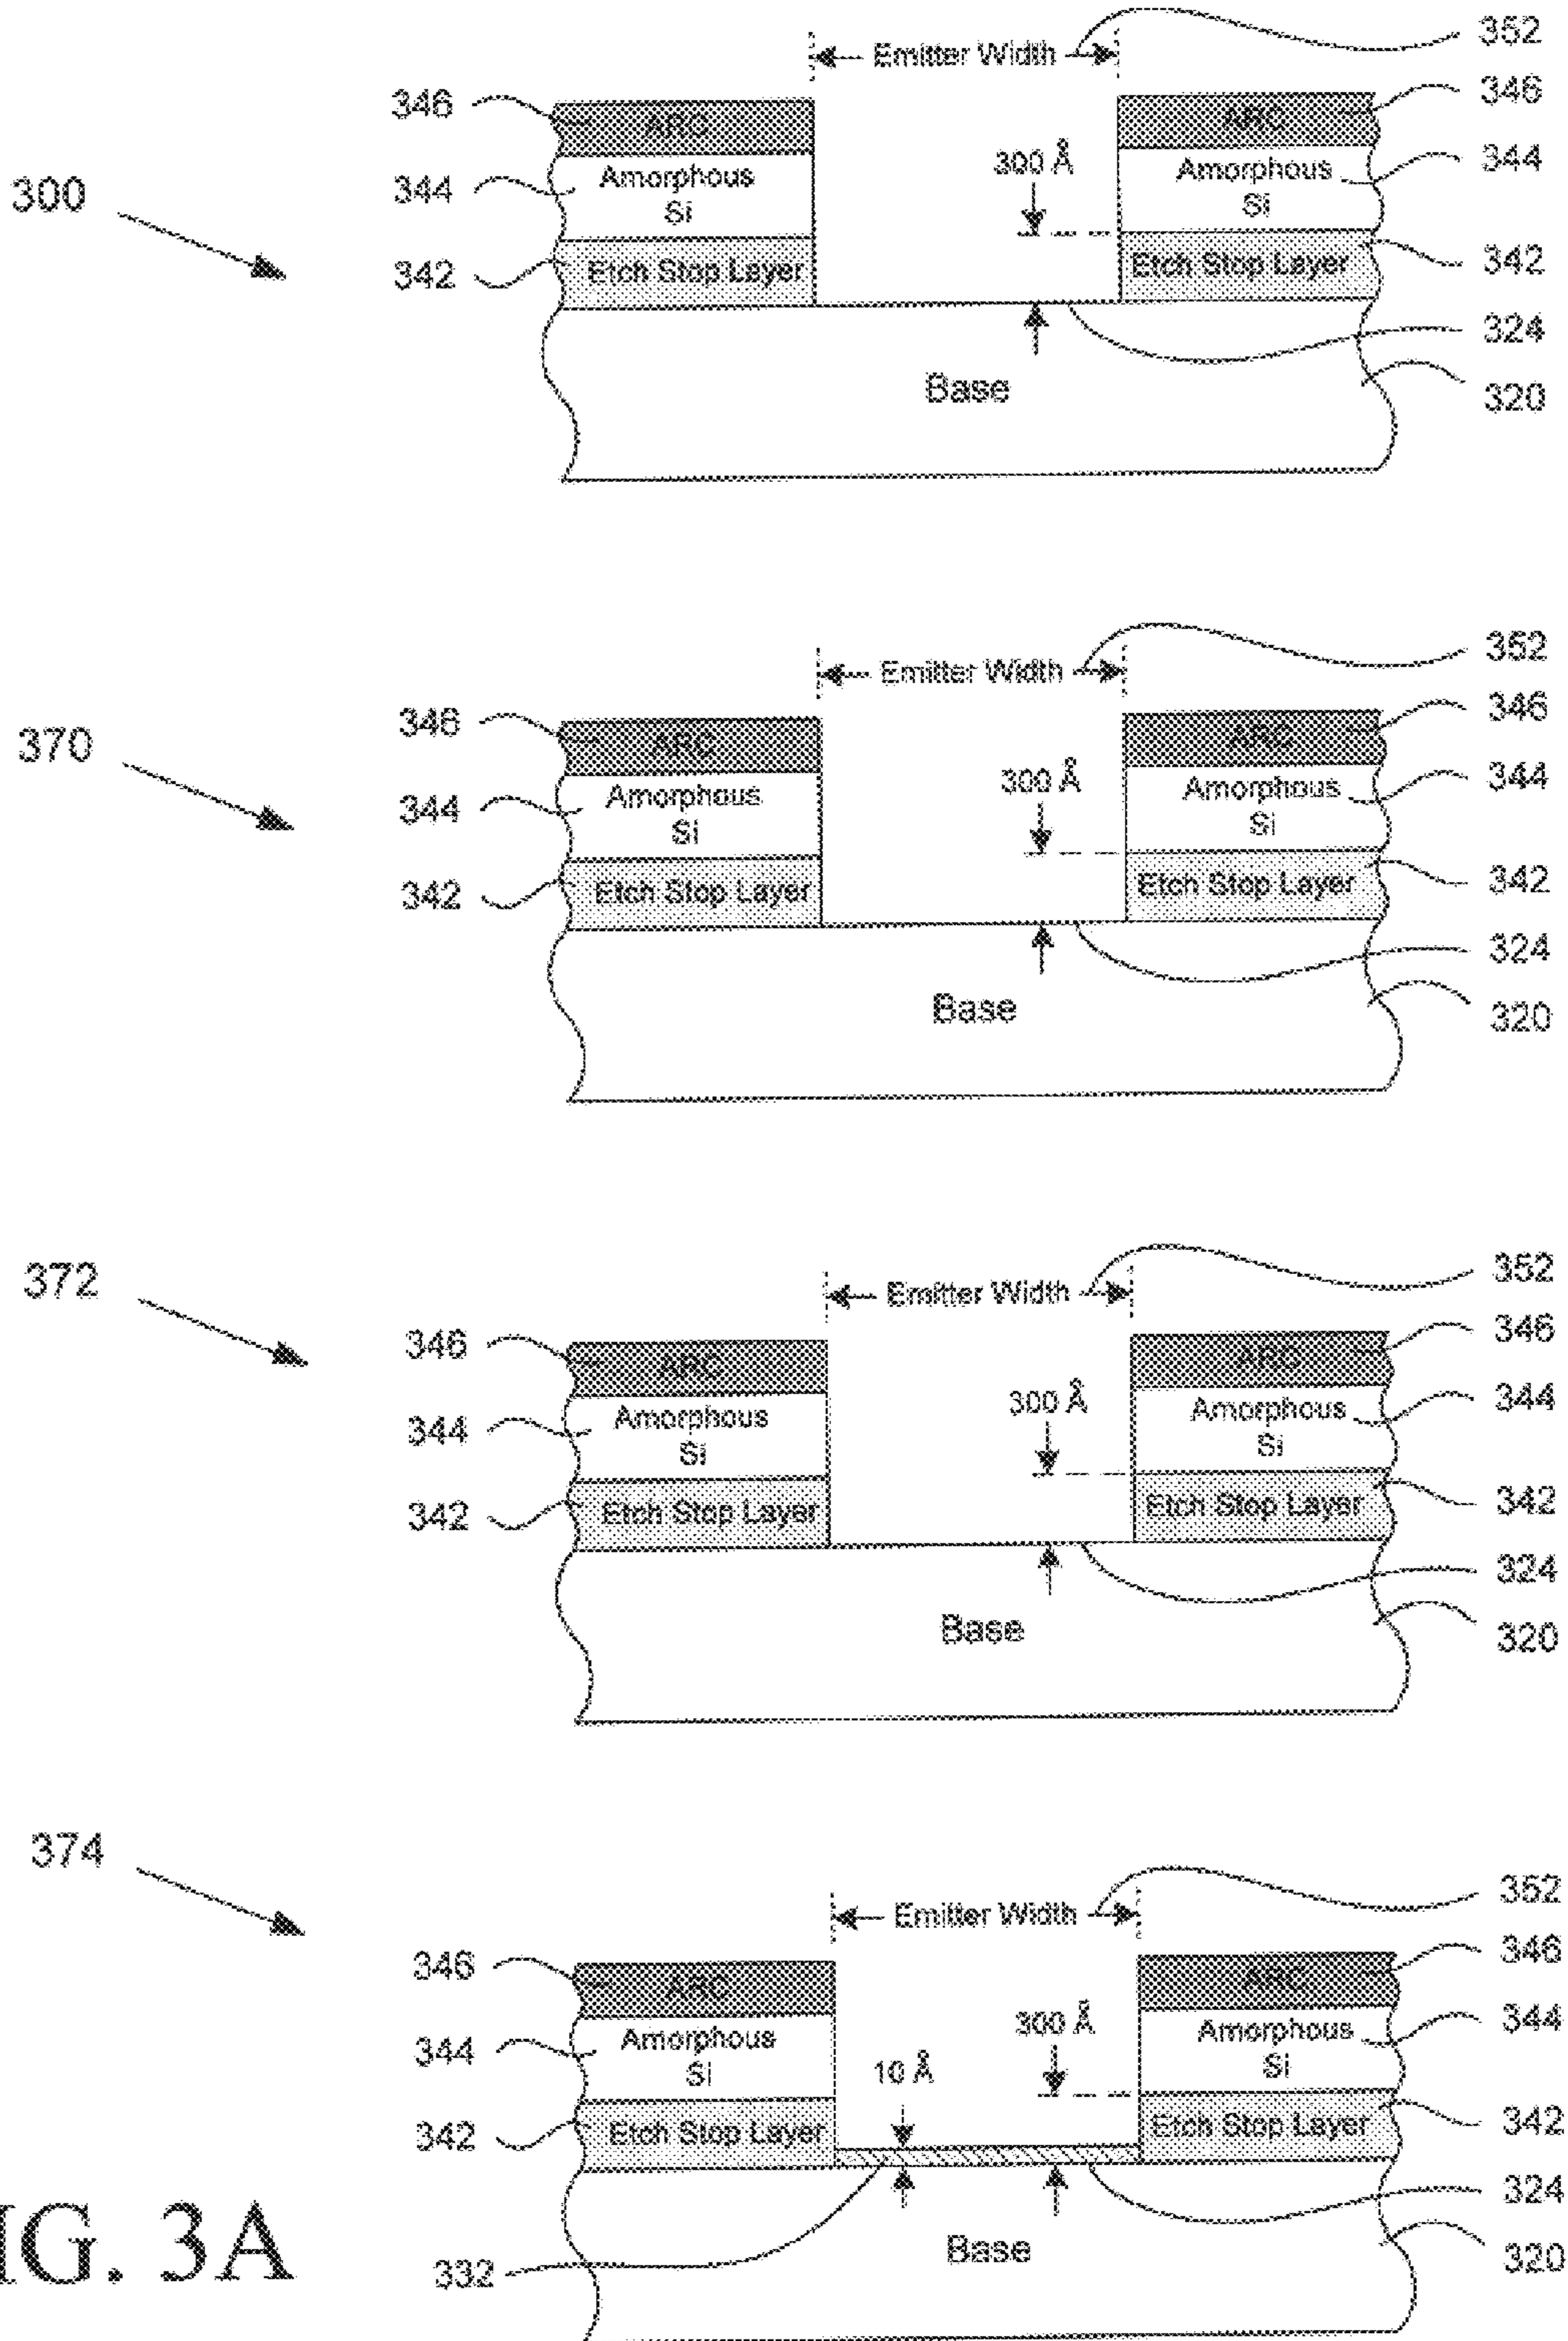 352
Emitter Width
346 ARC ARC 346
300 Å
344 Amorphous Si Amorphous Si 344
300
342 Etch Stop Layer Etch Stop Layer 342
324
Base
320
352
Emitter Width
346 ARC ARC 346
370
300 Å
344 Amorphous Si Amorphous Si 344
342 Etch Stop Layer Etch Stop Layer 342
324
Base
320
352
372
Emitter Width
346 ARC ARC 346
300 Å
344 Amorphous Si Amorphous Si 344
342 Etch Stop Layer Etch Stop Layer 342
324
Base
320
374
352
Emitter Width
346 ARC ARC 346
300 Å
344 Amorphous Si Amorphous Si 344
10 Å
342 Etch Stop Layer Etch Stop Layer 342
324
Base
320
332
IG. 3A